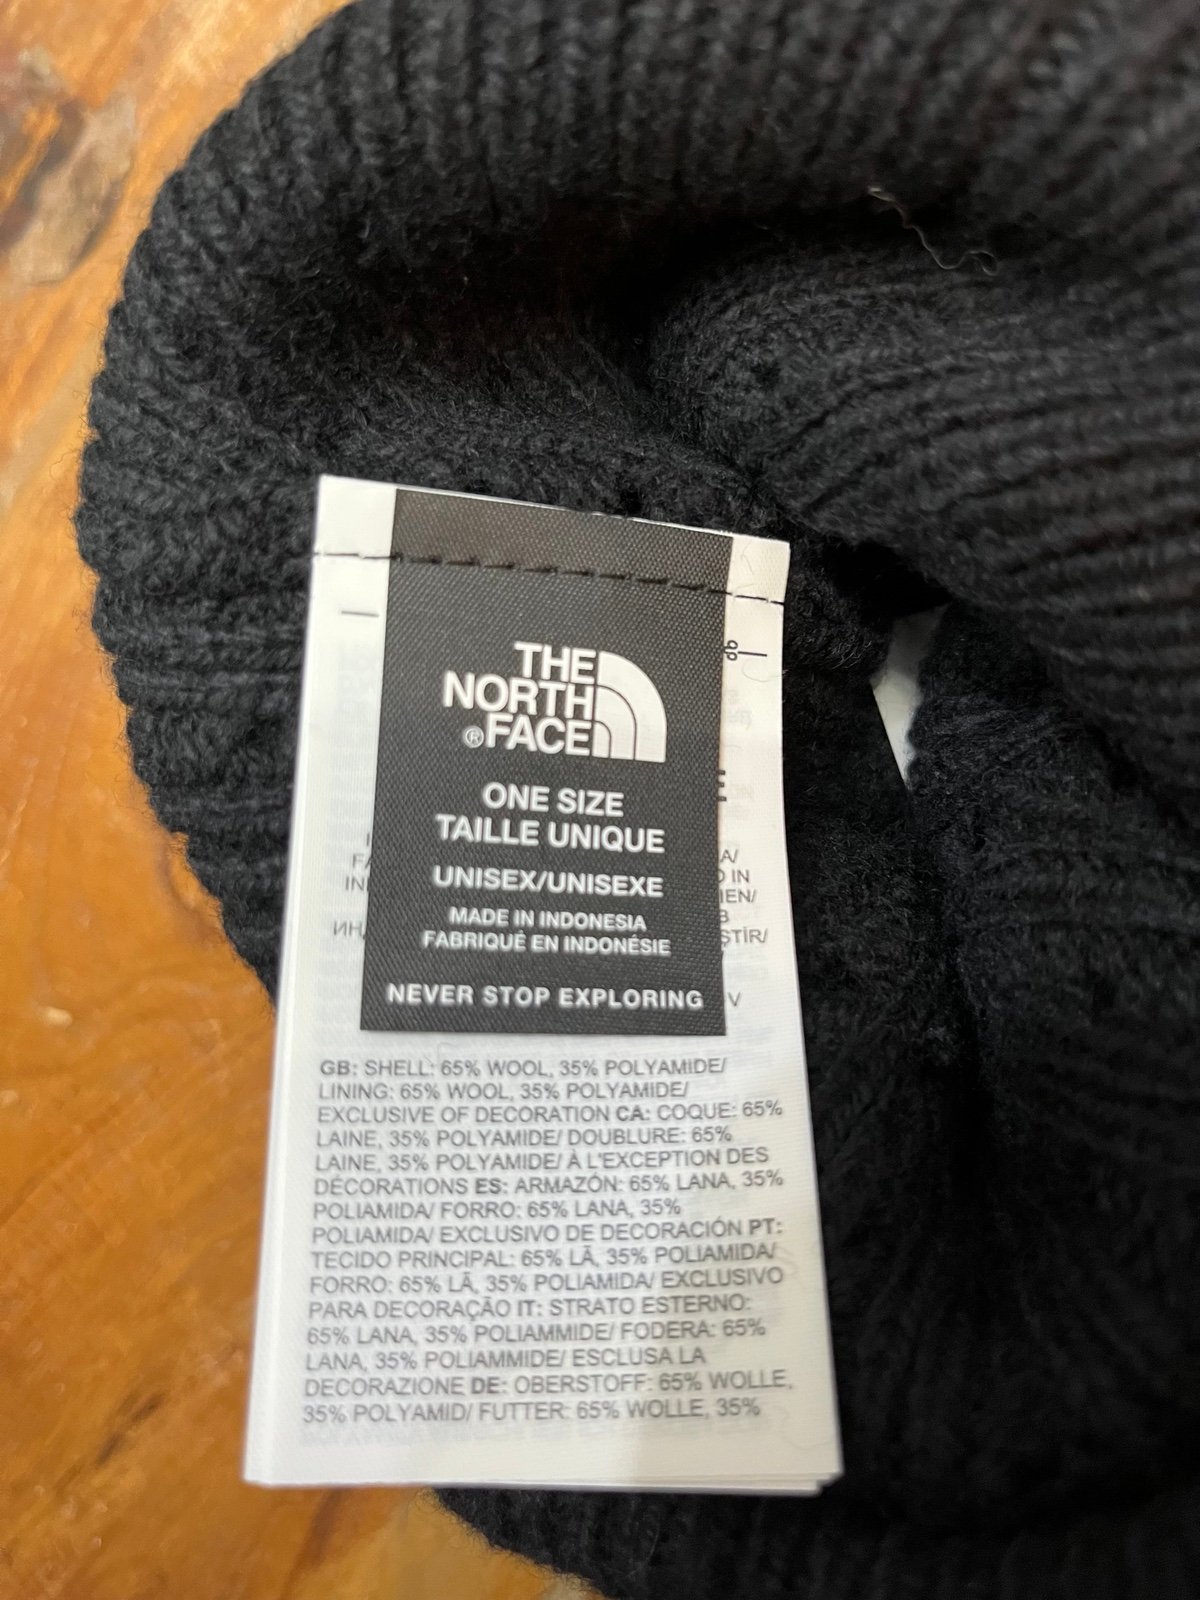 THE
NORTH
®FACE
ONE SIZE
TAILLE UNIQUE
UNISEX/UNISEXE
MADE IN INDONESIA
FABRIQUÉ EN INDONÉSIE
NEVER STOP EXPLORING
GB: SHELL: 65% WOOL, 35% POLYAMIDE/
LINING: 65% WOOL, 35% POLYAMIDE/
EXCLUSIVE OF DECORATION CA: COQUE: 65%
LAINE, 35% POLYAMIDE/ DOUBLURE: 65%
LAINE, 35% POLYAMIDE/ À L'EXCEPTION DES
DÉCORATIONS ES: ARMAZÓN: 65% LANA, 35%
POLIAMIDA/ FORRO: 65% LANA, 35%
POLIAMIDA/ EXCLUSIVO DE DECORACIÓN PT:
TECIDO PRINCIPAL: 65% LÃ, 35% POLIAMIDA/
FORRO: 65% LÃ, 35% POLIAMIDA/ EXCLUSIVO
PARA DECORAÇÃO IT: STRATO ESTERNO:
65% LANA, 35% POLIAMMIDE/ FODERA: 65%
LANA, 35% POLIAMMIDE/ ESCLUSA LA
DECORAZIONE DE: OBERSTOFF: 65% WOLLE,
35% POLYAMID/ FUTTER: 65% WOLLE, 35%